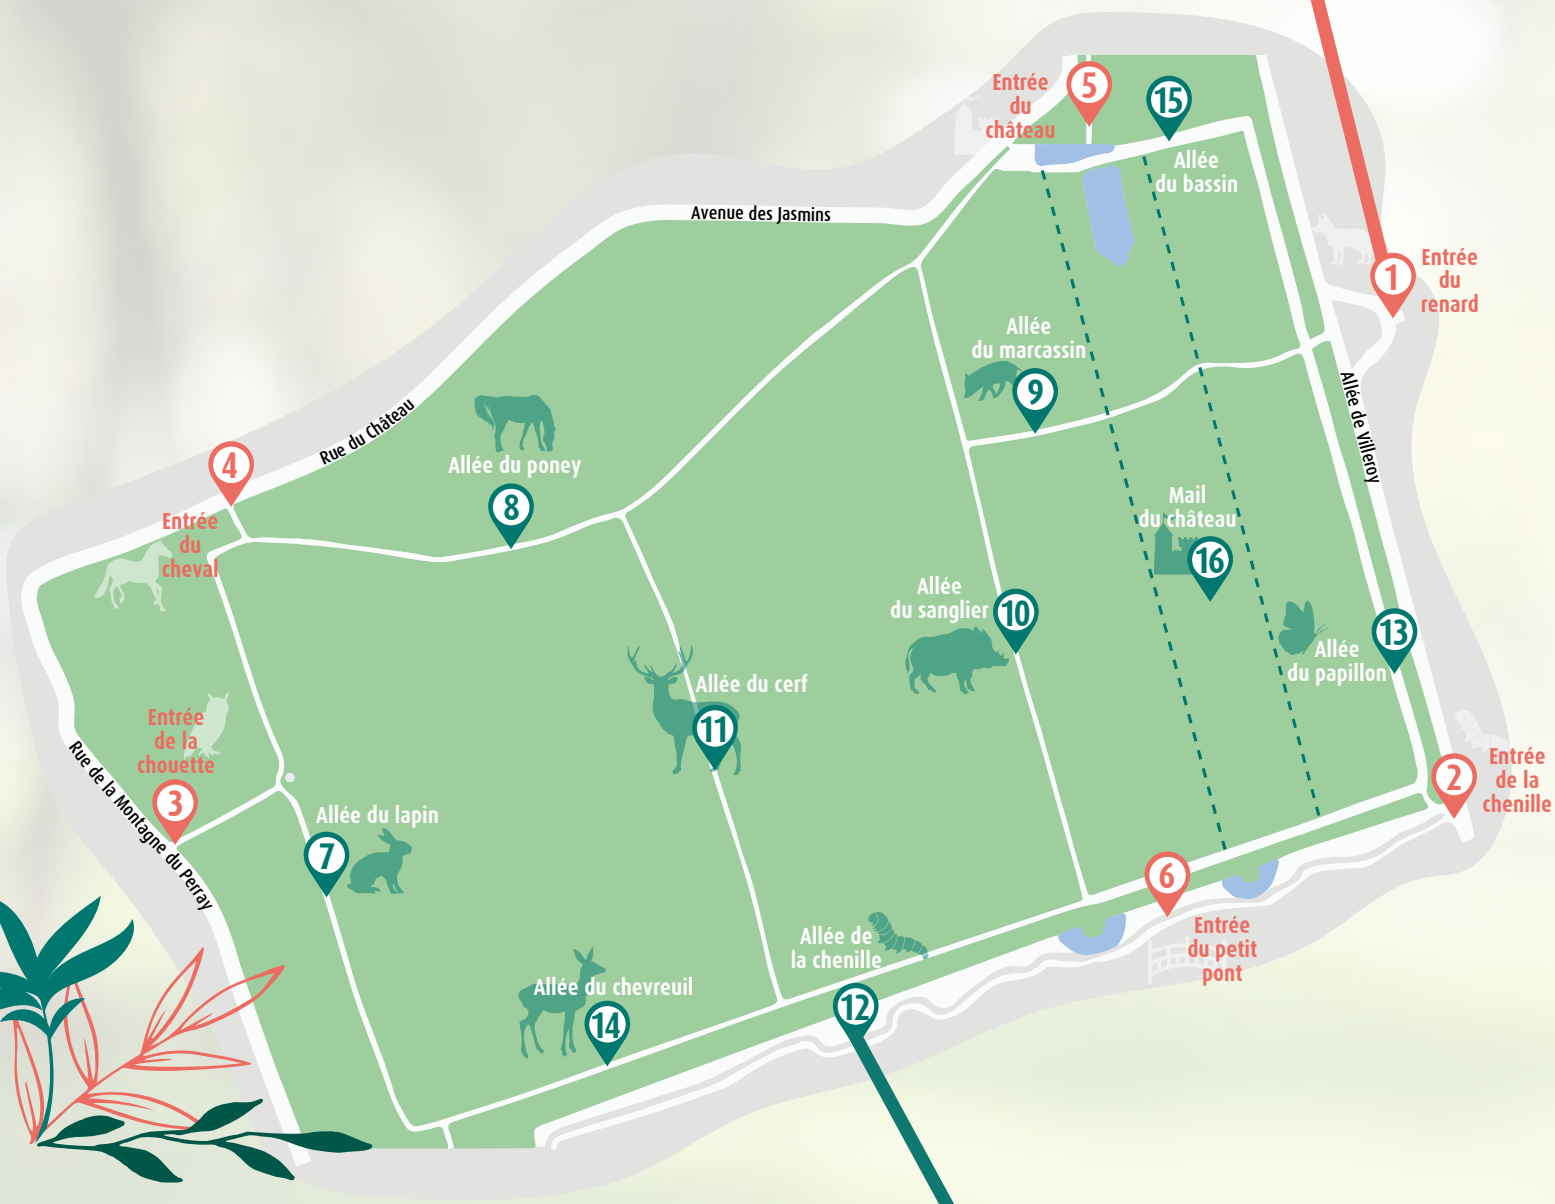 Entrée
du
château
5
15
Allée
du bassin
Avenue des Jasmins
1
Entrée
du
renard
Allée
du marcassin
9
Allée de Villeroy
Rue du Château
4
Entrée
du
cheval
Allée du poney
8
Mail
du château
16
Allée
du sanglier
10
13
Allée
du papillon
Allée du cerf
11
Entrée
de la
chouette
3
Rue de la Montagne du Perray
2
Entrée
de la
chenille
Allée du lapin
7
6
Entrée
du petit
pont
Allée de
la chenille
12
Allée du chevreuil
14